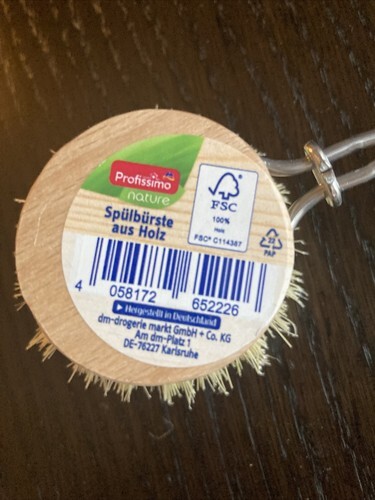 Profissimo
nature
Spülbürste
aus Holz
FSC
100%
FSC® C114387
22
PAP
4 058172 652226
Hergestellt in Deutschland
dm-drogerie markt GmbH + Co. KG
Am dm-Platz 1
DE-76227 Karlsruhe